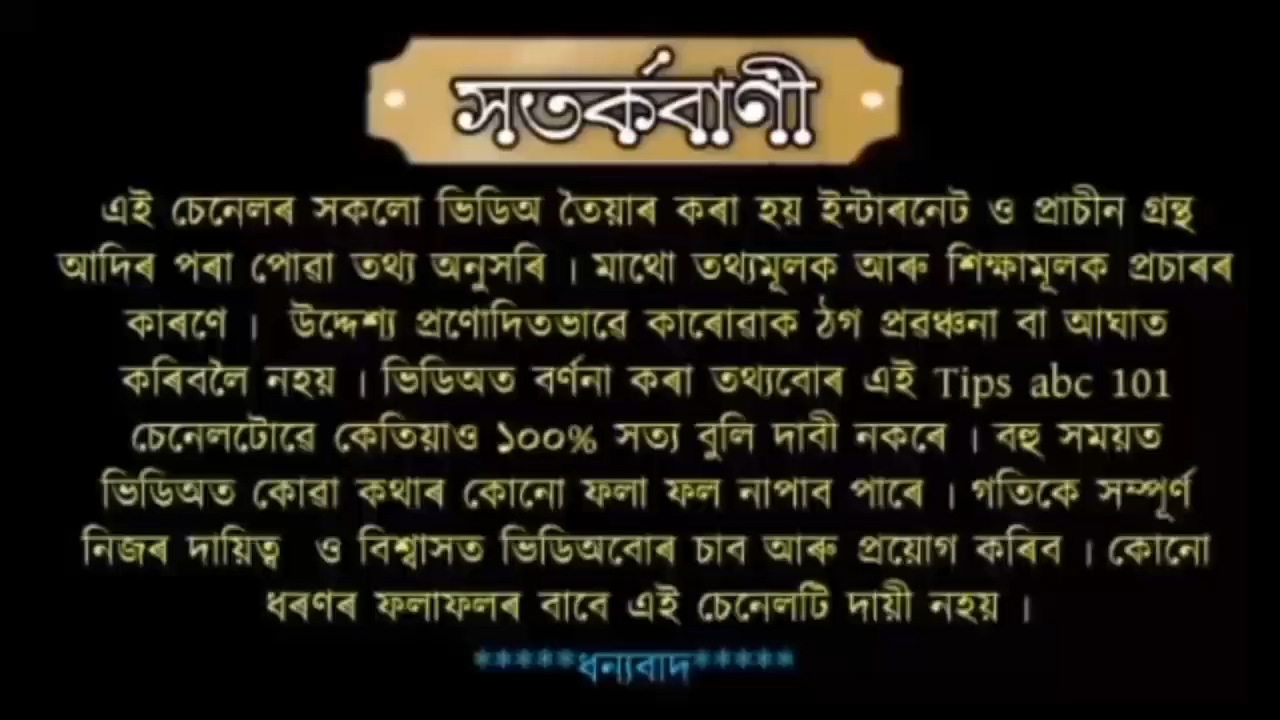 সতৰ্কবাণী
এই চেনেলৰ সকলো ভিডিঅ তৈয়াৰ কৰা হয় ইন্টাৰনেট ও প্ৰাচীন গ্ৰন্থ
আদিৰ পৰা পোৱা তথ্য অনুসৰি । মাথো তথ্যমূলক আৰু শিক্ষামূলক প্ৰচাৰৰ
কাৰণে । উদ্দেশ্য প্ৰণোদিতভাৱে কাৰোৱাক ঠগ প্ৰৱঞ্চনা বা আঘাত
কৰিবলৈ নহয় । ভিডিঅত বৰ্ণনা কৰা তথ্যবোৰ এই Tips abc 101
চেনেলটোৱে কেতিয়াও ১০০% সত্য বুলি দাবী নকৰে । বহু সময়ত
ভিডিঅত কোৱা কথাৰ কোনো ফলা ফল নাপাব পাৰে । গতিকে সম্পূৰ্ণ
নিজৰ দায়িত্ব ও বিশ্বাসত ভিডিঅবোৰ চাব আৰু প্ৰয়োগ কৰিব । কোনো
ধৰণৰ ফলাফলৰ বাবে এই চেনেলটি দায়ী নহয় ।
*****ধন্যবাদ*****